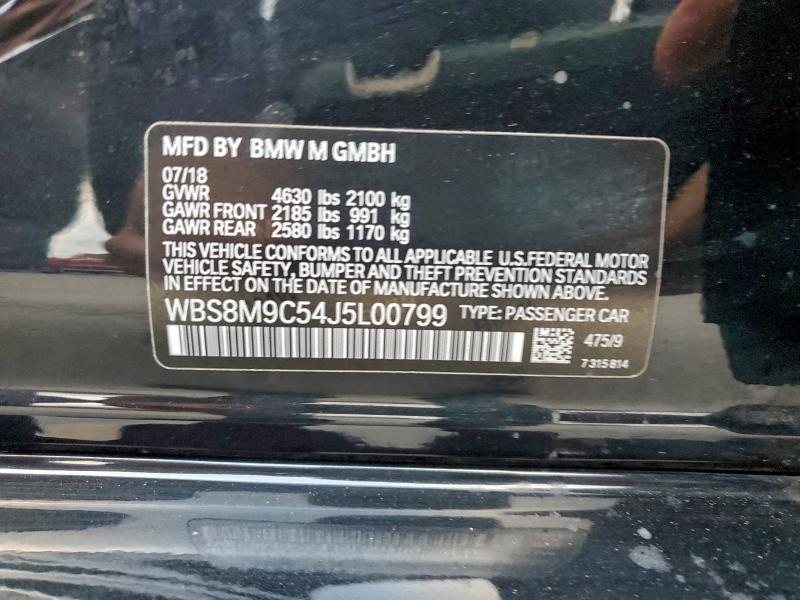 MFD BY BMW M GMBH
07/18
GVWR 4630 lbs 2100 kg
GAWR FRONT 2185 lbs 991 kg
GAWR REAR 2580 lbs 1170 kg
THIS VEHICLE CONFORMS TO ALL APPLICABLE U.S.FEDERAL MOTOR
VEHICLE SAFETY, BUMPER AND THEFT PREVENTION STANDARDS
IN EFFECT ON THE DATE OF MANUFACTURE SHOWN ABOVE.
WBS8M9C54J5L00799 TYPE: PASSENGER CAR
475/9
7315814